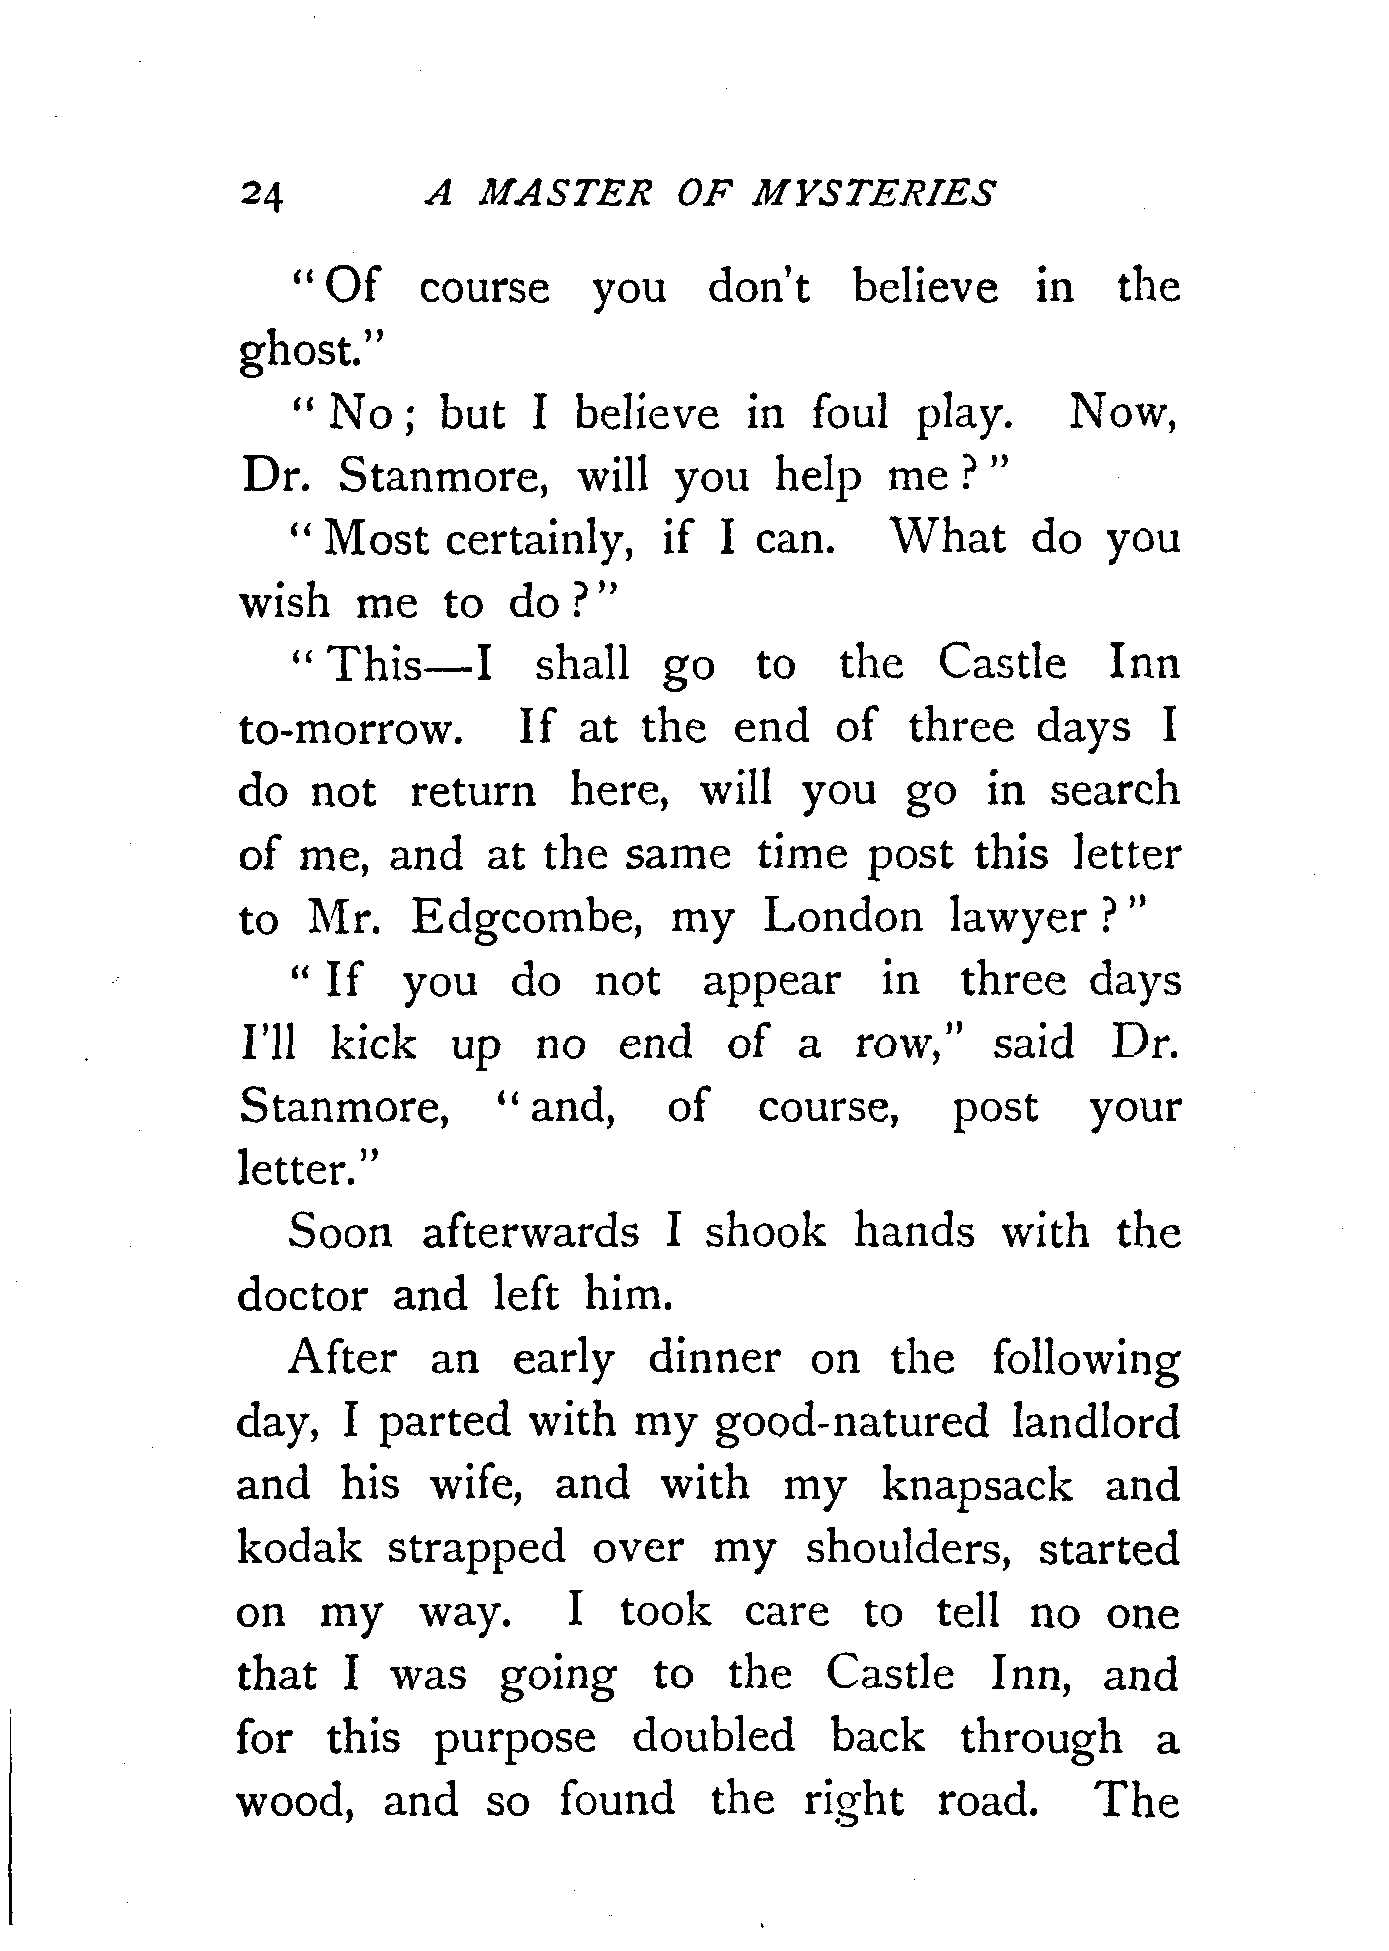 24 A MASTER OF MYSTERIES
“Of course you don't believe in the
ghost.”
“No; but I believe in foul play. Now,
Dr. Stanmore, will you help me?”
“Most certainly, if I can. What do you
wish me to do?”
“This—I shall go to the Castle Inn
to-morrow. If at the end of three days I
do not return here, will you go in search
of me, and at the same time post this letter
to Mr. Edgcombe, my London lawyer?”
“If you do not appear in three days
I'll kick up no end of a row,” said Dr.
Stanmore, “and, of course, post your
letter.”
Soon afterwards I shook hands with the
doctor and left him.
After an early dinner on the following
day, I parted with my good-natured landlord
and his wife, and with my knapsack and
kodak strapped over my shoulders, started
on my way. I took care to tell no one
that I was going to the Castle Inn, and
for this purpose doubled back through a
wood, and so found the right road. The